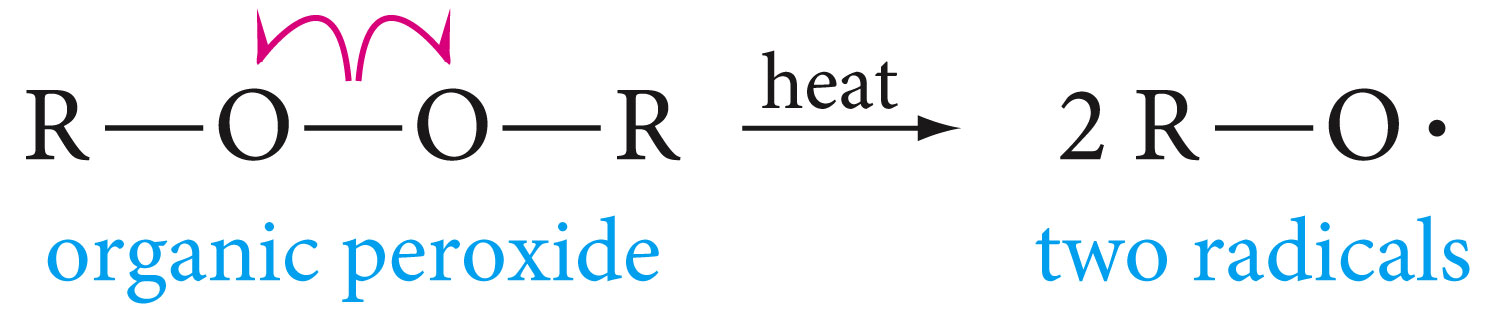 heat
R—O—O—R 2 R—O·
organic peroxide two radicals